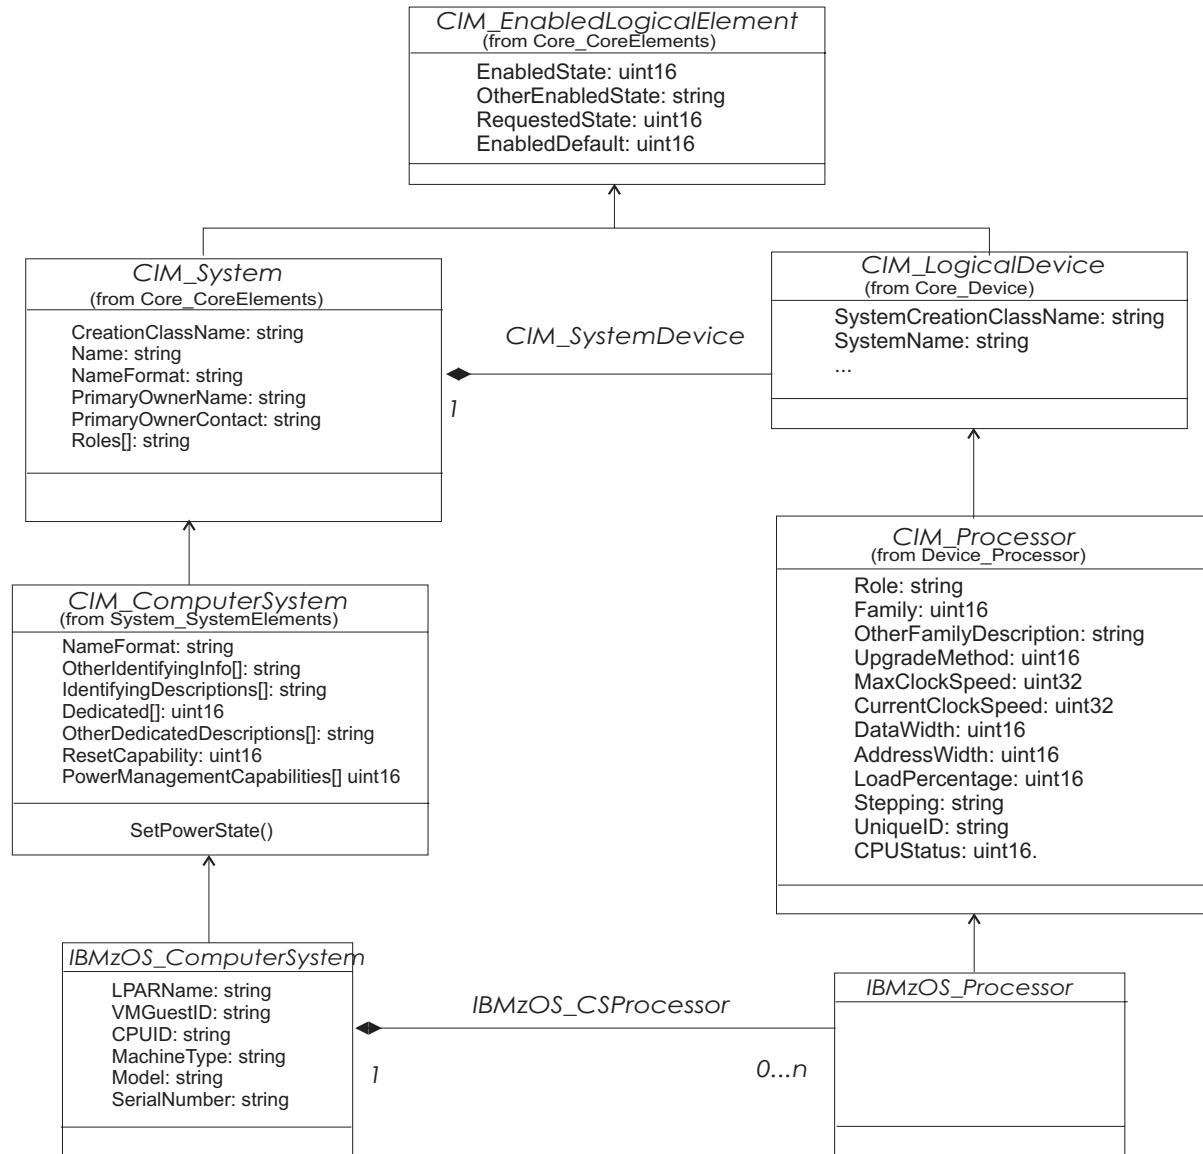 CIM_EnabledLogicalElement
(from Core_CoreElements)
EnabledState: uint16
OtherEnabledState: string
RequestedState: uint16
EnabledDefault: uint16
CIM_System
(from Core_CoreElements)
CreationClassName: string
Name: string
NameFormat: string
PrimaryOwnerName: string
PrimaryOwnerContact: string
Roles[]: string
CIM_SystemDevice
1
CIM_LogicalDevice
(from Core_Device)
SystemCreationClassName: string
SystemName: string
...
CIM_ComputerSystem
(from System_SystemElements)
NameFormat: string
OtherIdentifyingInfo[]: string
IdentifyingDescriptions[]: string
Dedicated[]: uint16
OtherDedicatedDescriptions[]: string
ResetCapability: uint16
PowerManagementCapabilities[] uint16
SetPowerState()
CIM_Processor
(from Device_Processor)
Role: string
Family: uint16
OtherFamilyDescription: string
UpgradeMethod: uint16
MaxClockSpeed: uint32
CurrentClockSpeed: uint32
DataWidth: uint16
AddressWidth: uint16
LoadPercentage: uint16
Stepping: string
UniqueID: string
CPUStatus: uint16.
IBMzOS_ComputerSystem
LPARName: string
VMGuestID: string
CPUID: string
MachineType: string
Model: string
SerialNumber: string
IBMzOS_CSProcessor
1
0...n
IBMzOS_Processor